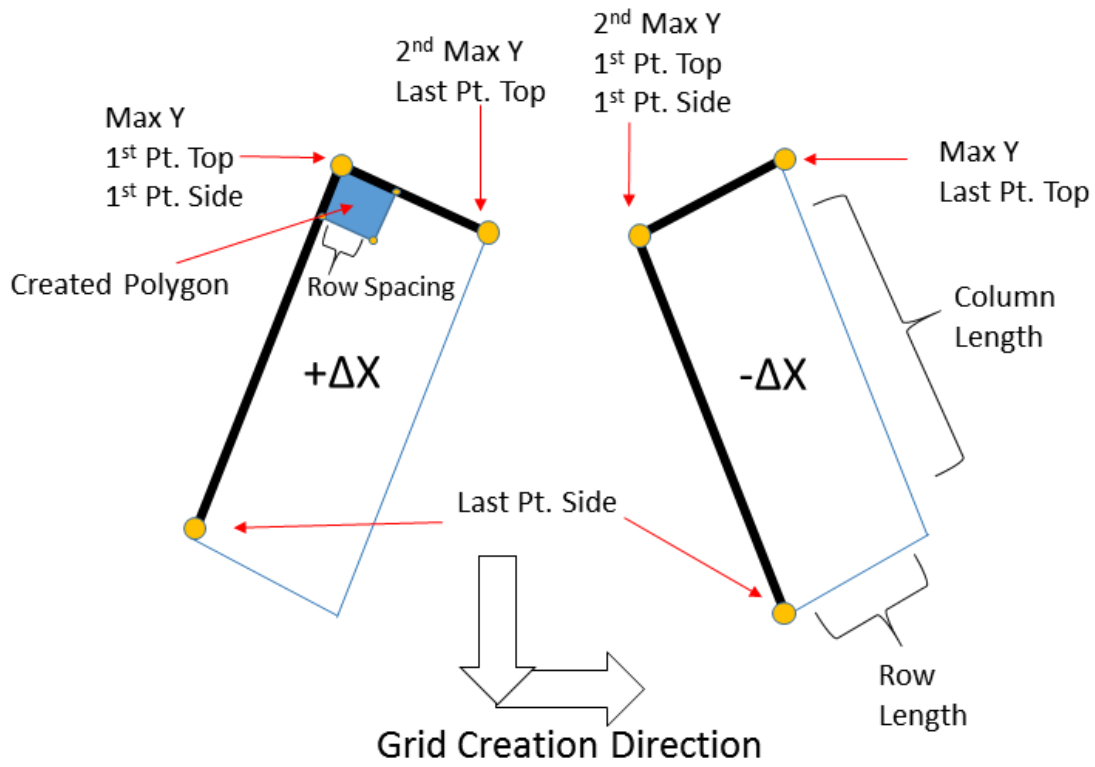 2nd Max Y
Last Pt. Top
2nd Max Y
1st Pt. Top
1st Pt. Side
Max Y
1st Pt. Top
1st Pt. Side
Max Y
Last Pt. Top
Created Polygon
Row Spacing
Column
Length
+ΔX
-ΔX
Last Pt. Side
Row
Length
Grid Creation Direction